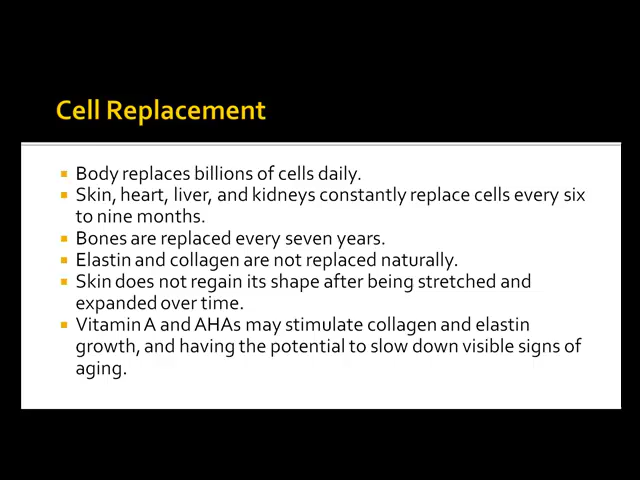 Cell Replacement
Body replaces billions of cells daily.
Skin, heart, liver, and kidneys constantly replace cells every six
to nine months.
Bones are replaced every seven years.
Elastin and collagen are not replaced naturally.
Skin does not regain its shape after being stretched and
expanded over time.
Vitamin A and AHAs may stimulate collagen and elastin
growth, and having the potential to slow down visible signs of
aging.